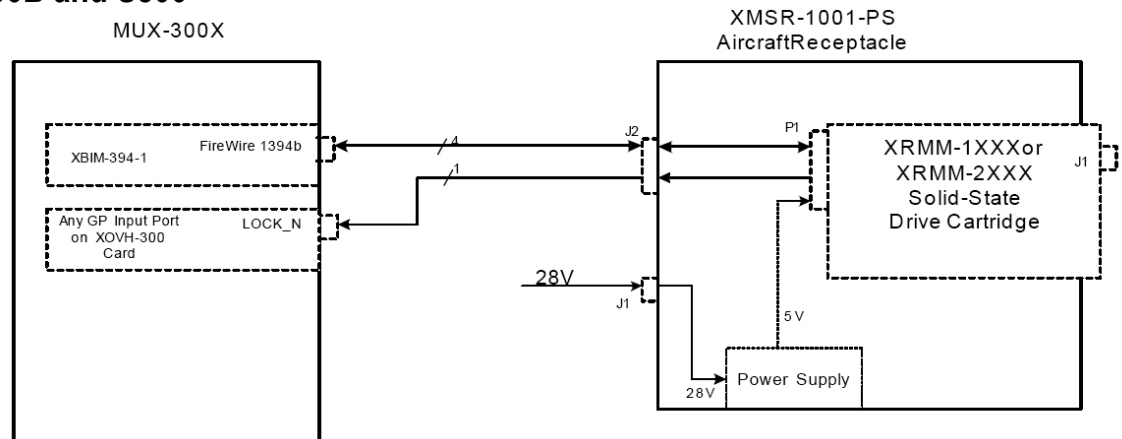 MUX-300X
XMSR-1001-PS
AircraftReceptacle
XBIM-394-1
FireWire 1394b
4
J2
P1
XRMM-1XXXor
XRMM-2XXX
Solid-State
Drive Cartridge
J1
1
Any GP Input Port
on XOVH-300
Card
LOCK_N
28V
J1
5V
Power Supply
28V